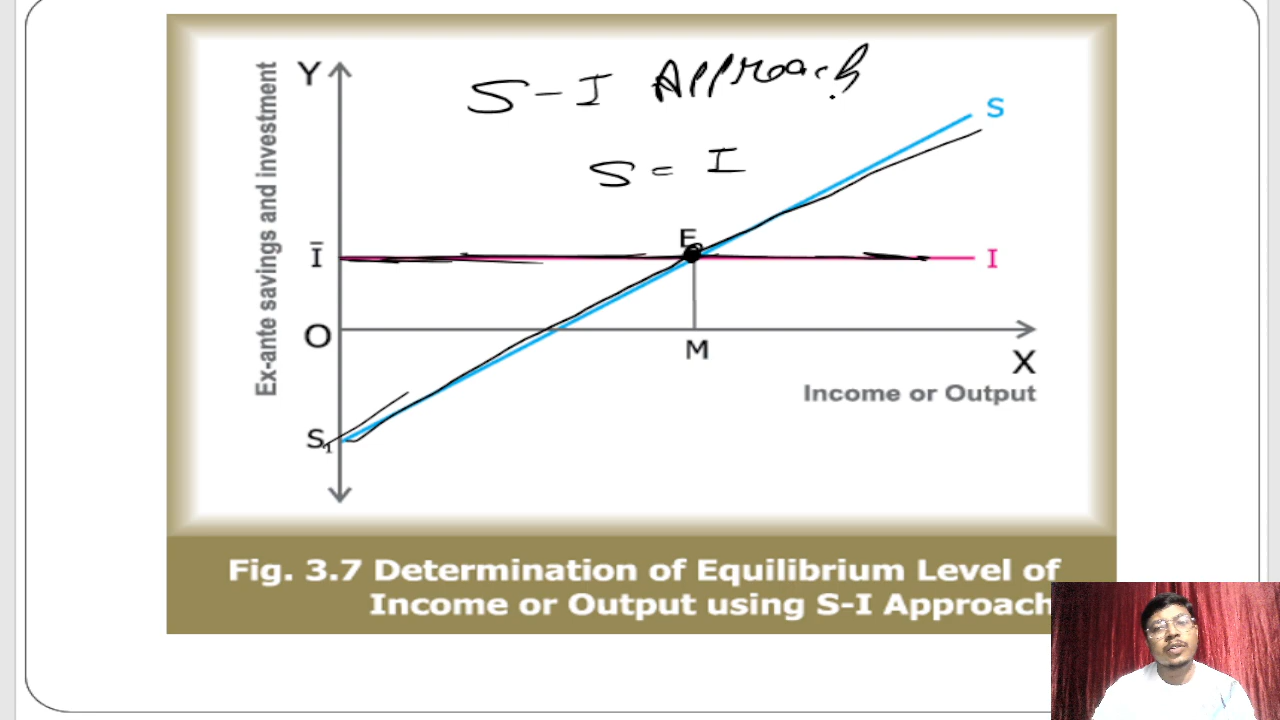 Y
S - I Approach
S
S = I
Ex-ante savings and investment
E
Ī
I
O
M
X
Income or Output
S1
Fig. 3.7 Determination of Equilibrium Level of
Income or Output using S-I Approach